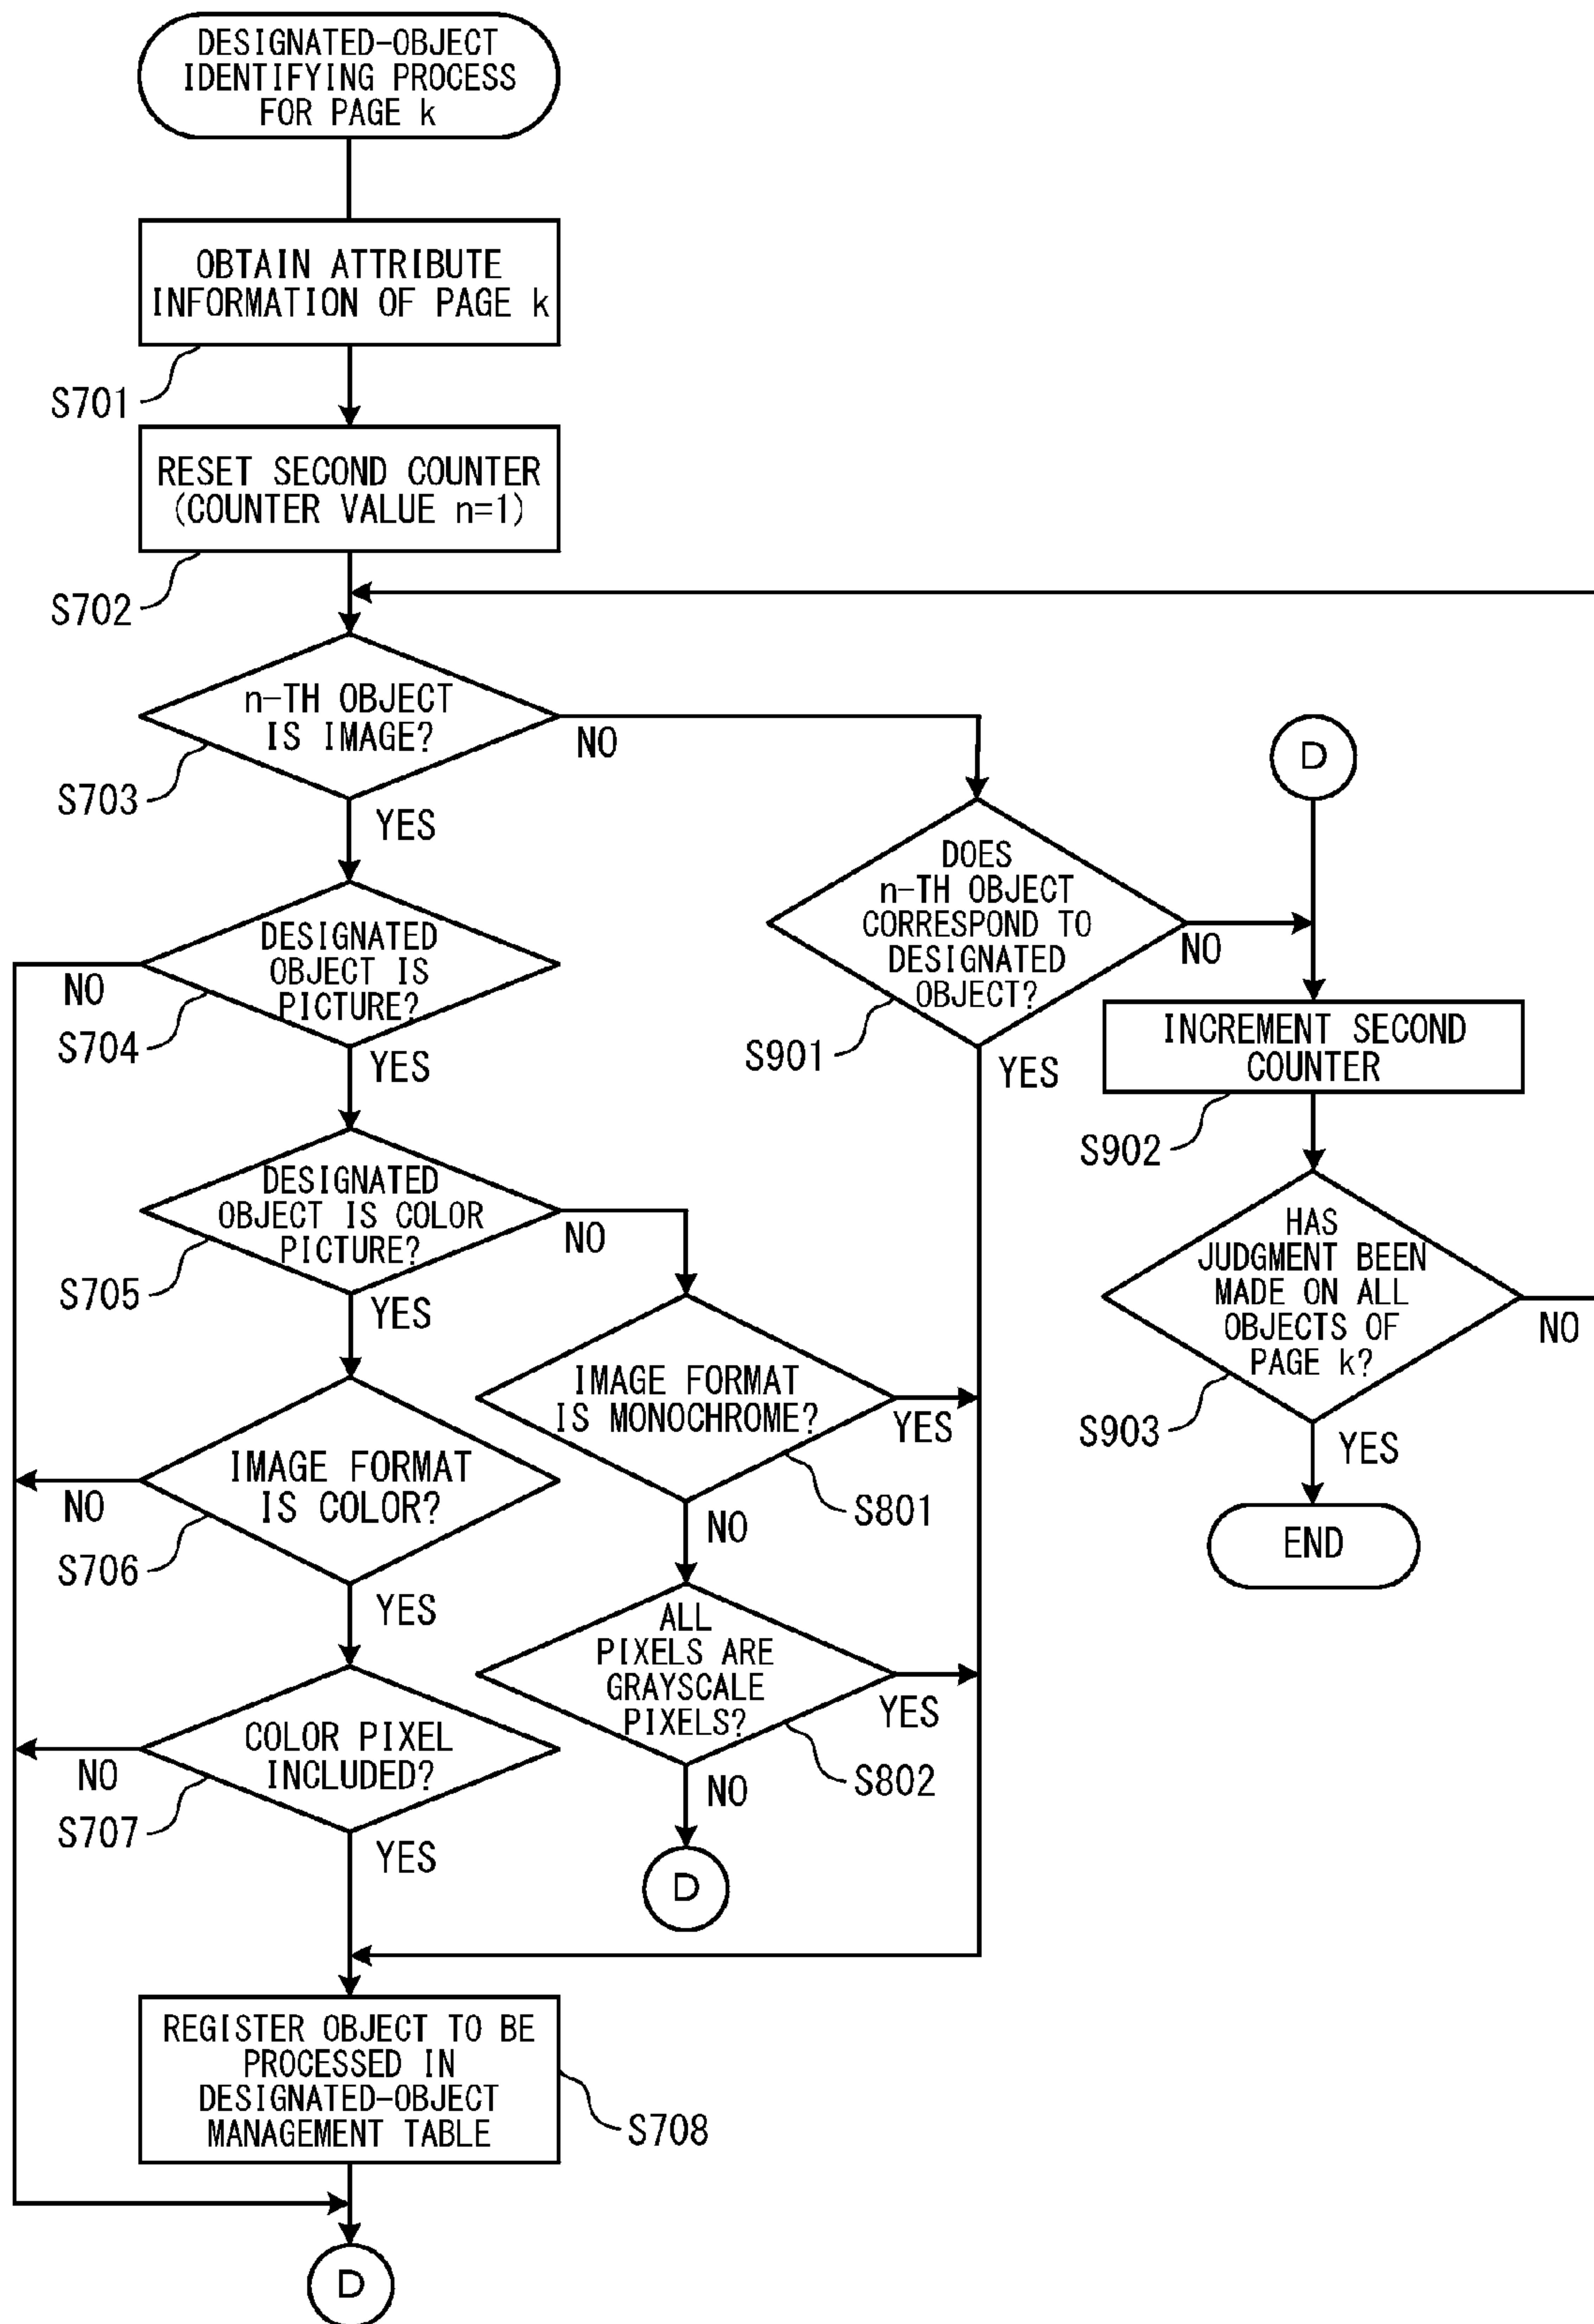 DESIGNATED-OBJECT
IDENTIFYING PROCESS
FOR PAGE k
OBTAIN ATTRIBUTE
INFORMATION OF PAGE k
S701
RESET SECOND COUNTER
(COUNTER VALUE n=1)
S702
n-TH OBJECT
IS IMAGE?
NO
S703
YES
DESIGNATED
OBJECT IS
PICTURE?
NO
S704
YES
DESIGNATED
OBJECT IS COLOR
PICTURE?
NO
S705
YES
IMAGE FORMAT
IS COLOR?
NO
S706
YES
COLOR PIXEL
INCLUDED?
NO
S707
YES
REGISTER OBJECT TO BE
PROCESSED IN
DESIGNATED-OBJECT
MANAGEMENT TABLE
S708
D
IMAGE FORMAT
IS MONOCHROME?
YES
S801
NO
ALL
PIXELS ARE
GRAYSCALE
PIXELS?
YES
S802
NO
D
DOES
n-TH OBJECT
CORRESPOND TO
DESIGNATED
OBJECT?
NO
S901
YES
D
INCREMENT SECOND
COUNTER
S902
HAS
JUDGMENT BEEN
MADE ON ALL
OBJECTS OF
PAGE k?
NO
S903
YES
END